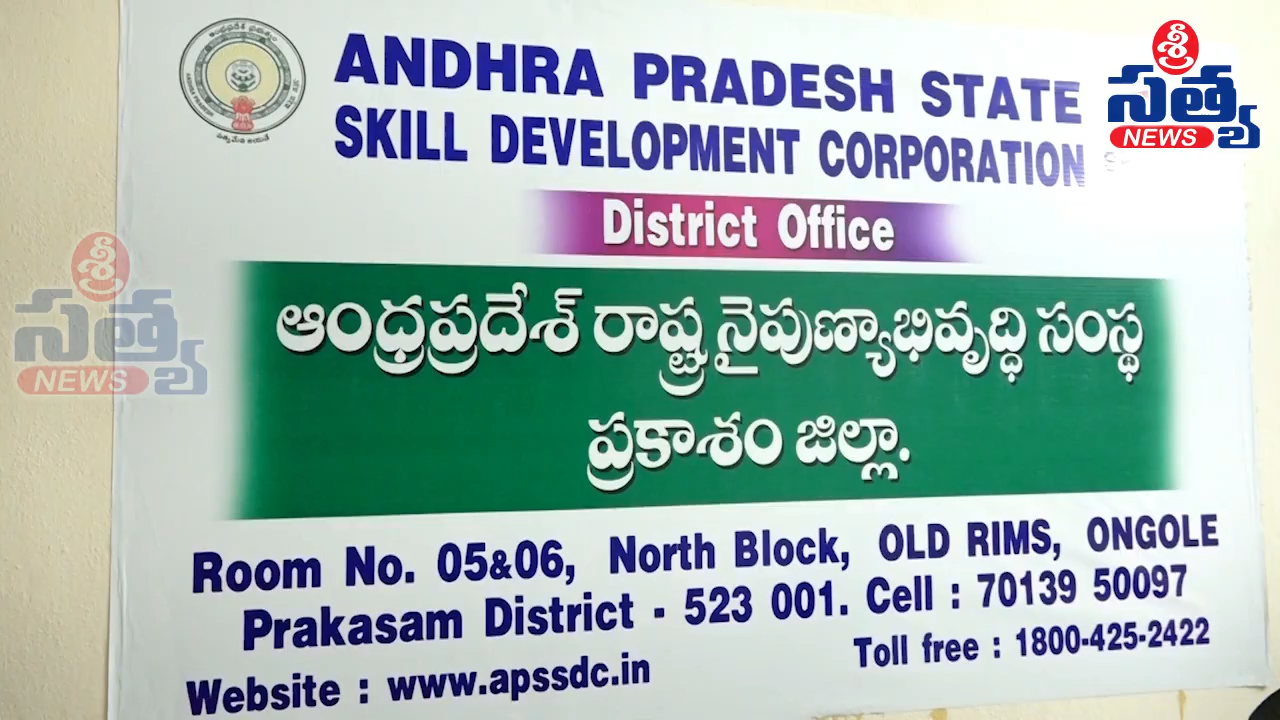 ANDHRA PRADESH STATE
SKILL DEVELOPMENT CORPORATION
District Office
ఆంధ్రప్రదేశ్ రాష్ట్ర నైపుణ్యాభివృద్ధి సంస్థ
ప్రకాశం జిల్లా.
Room No. 05&06, North Block, OLD RIMS, ONGOLE
Prakasam District - 523 001. Cell : 70139 50097
Toll free : 1800-425-2422
Website : www.apssdc.in
శ్రీ
సత్య
NEWS
శ్రీ
సత్య
NEWS